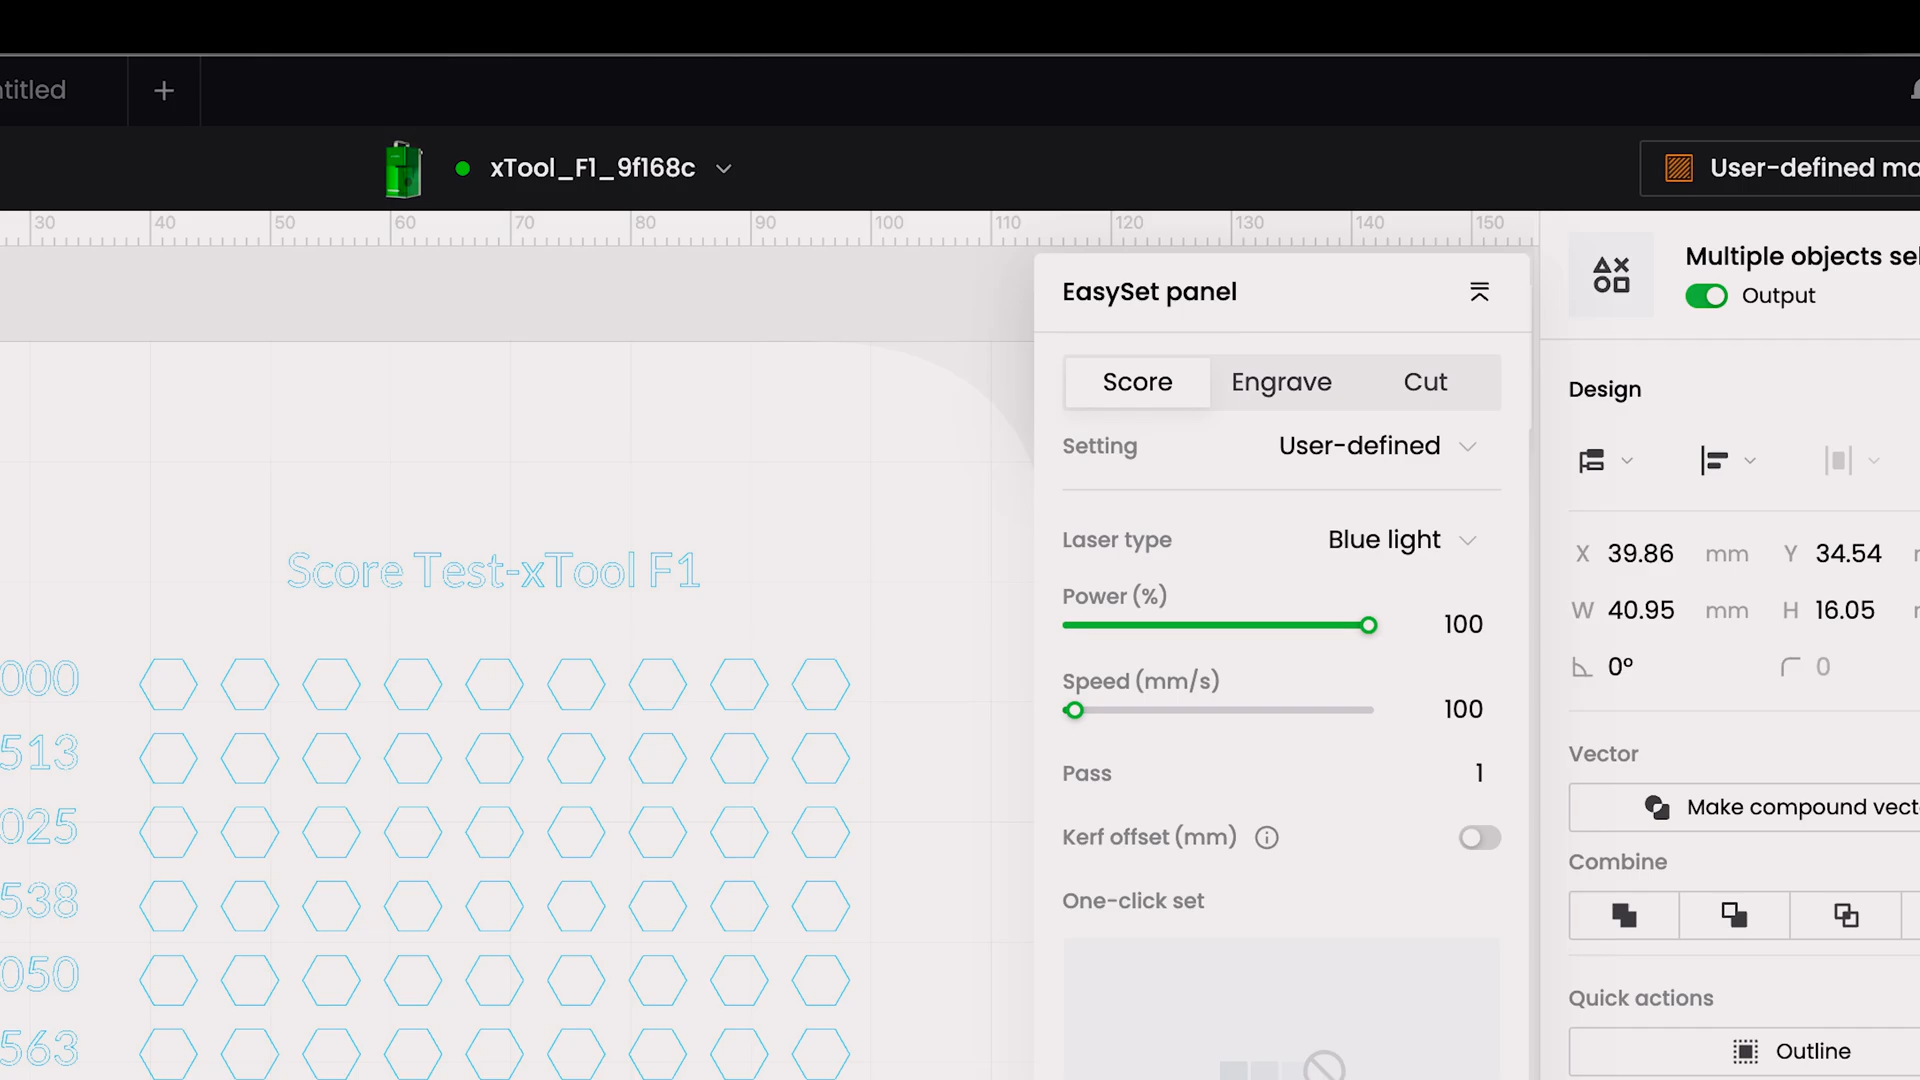 ntitled
+
xTool_F1_9f168c
User-defined ma
30 40 50 60 70 80 90 100 110 120 130 140 150
EasySet panel
Multiple objects sel
Output
Score Engrave Cut
Design
Setting User-defined
Laser type Blue light
X 39.86 mm Y 34.54
Score Test-xTool F1
Power (%)
100
W 40.95 mm H 16.05
0° 0
000
Speed (mm/s)
100
513
Vector
Pass 1
Make compound vecto
025
Kerf offset (mm)
Combine
538
One-click set
050
Quick actions
563
Outline